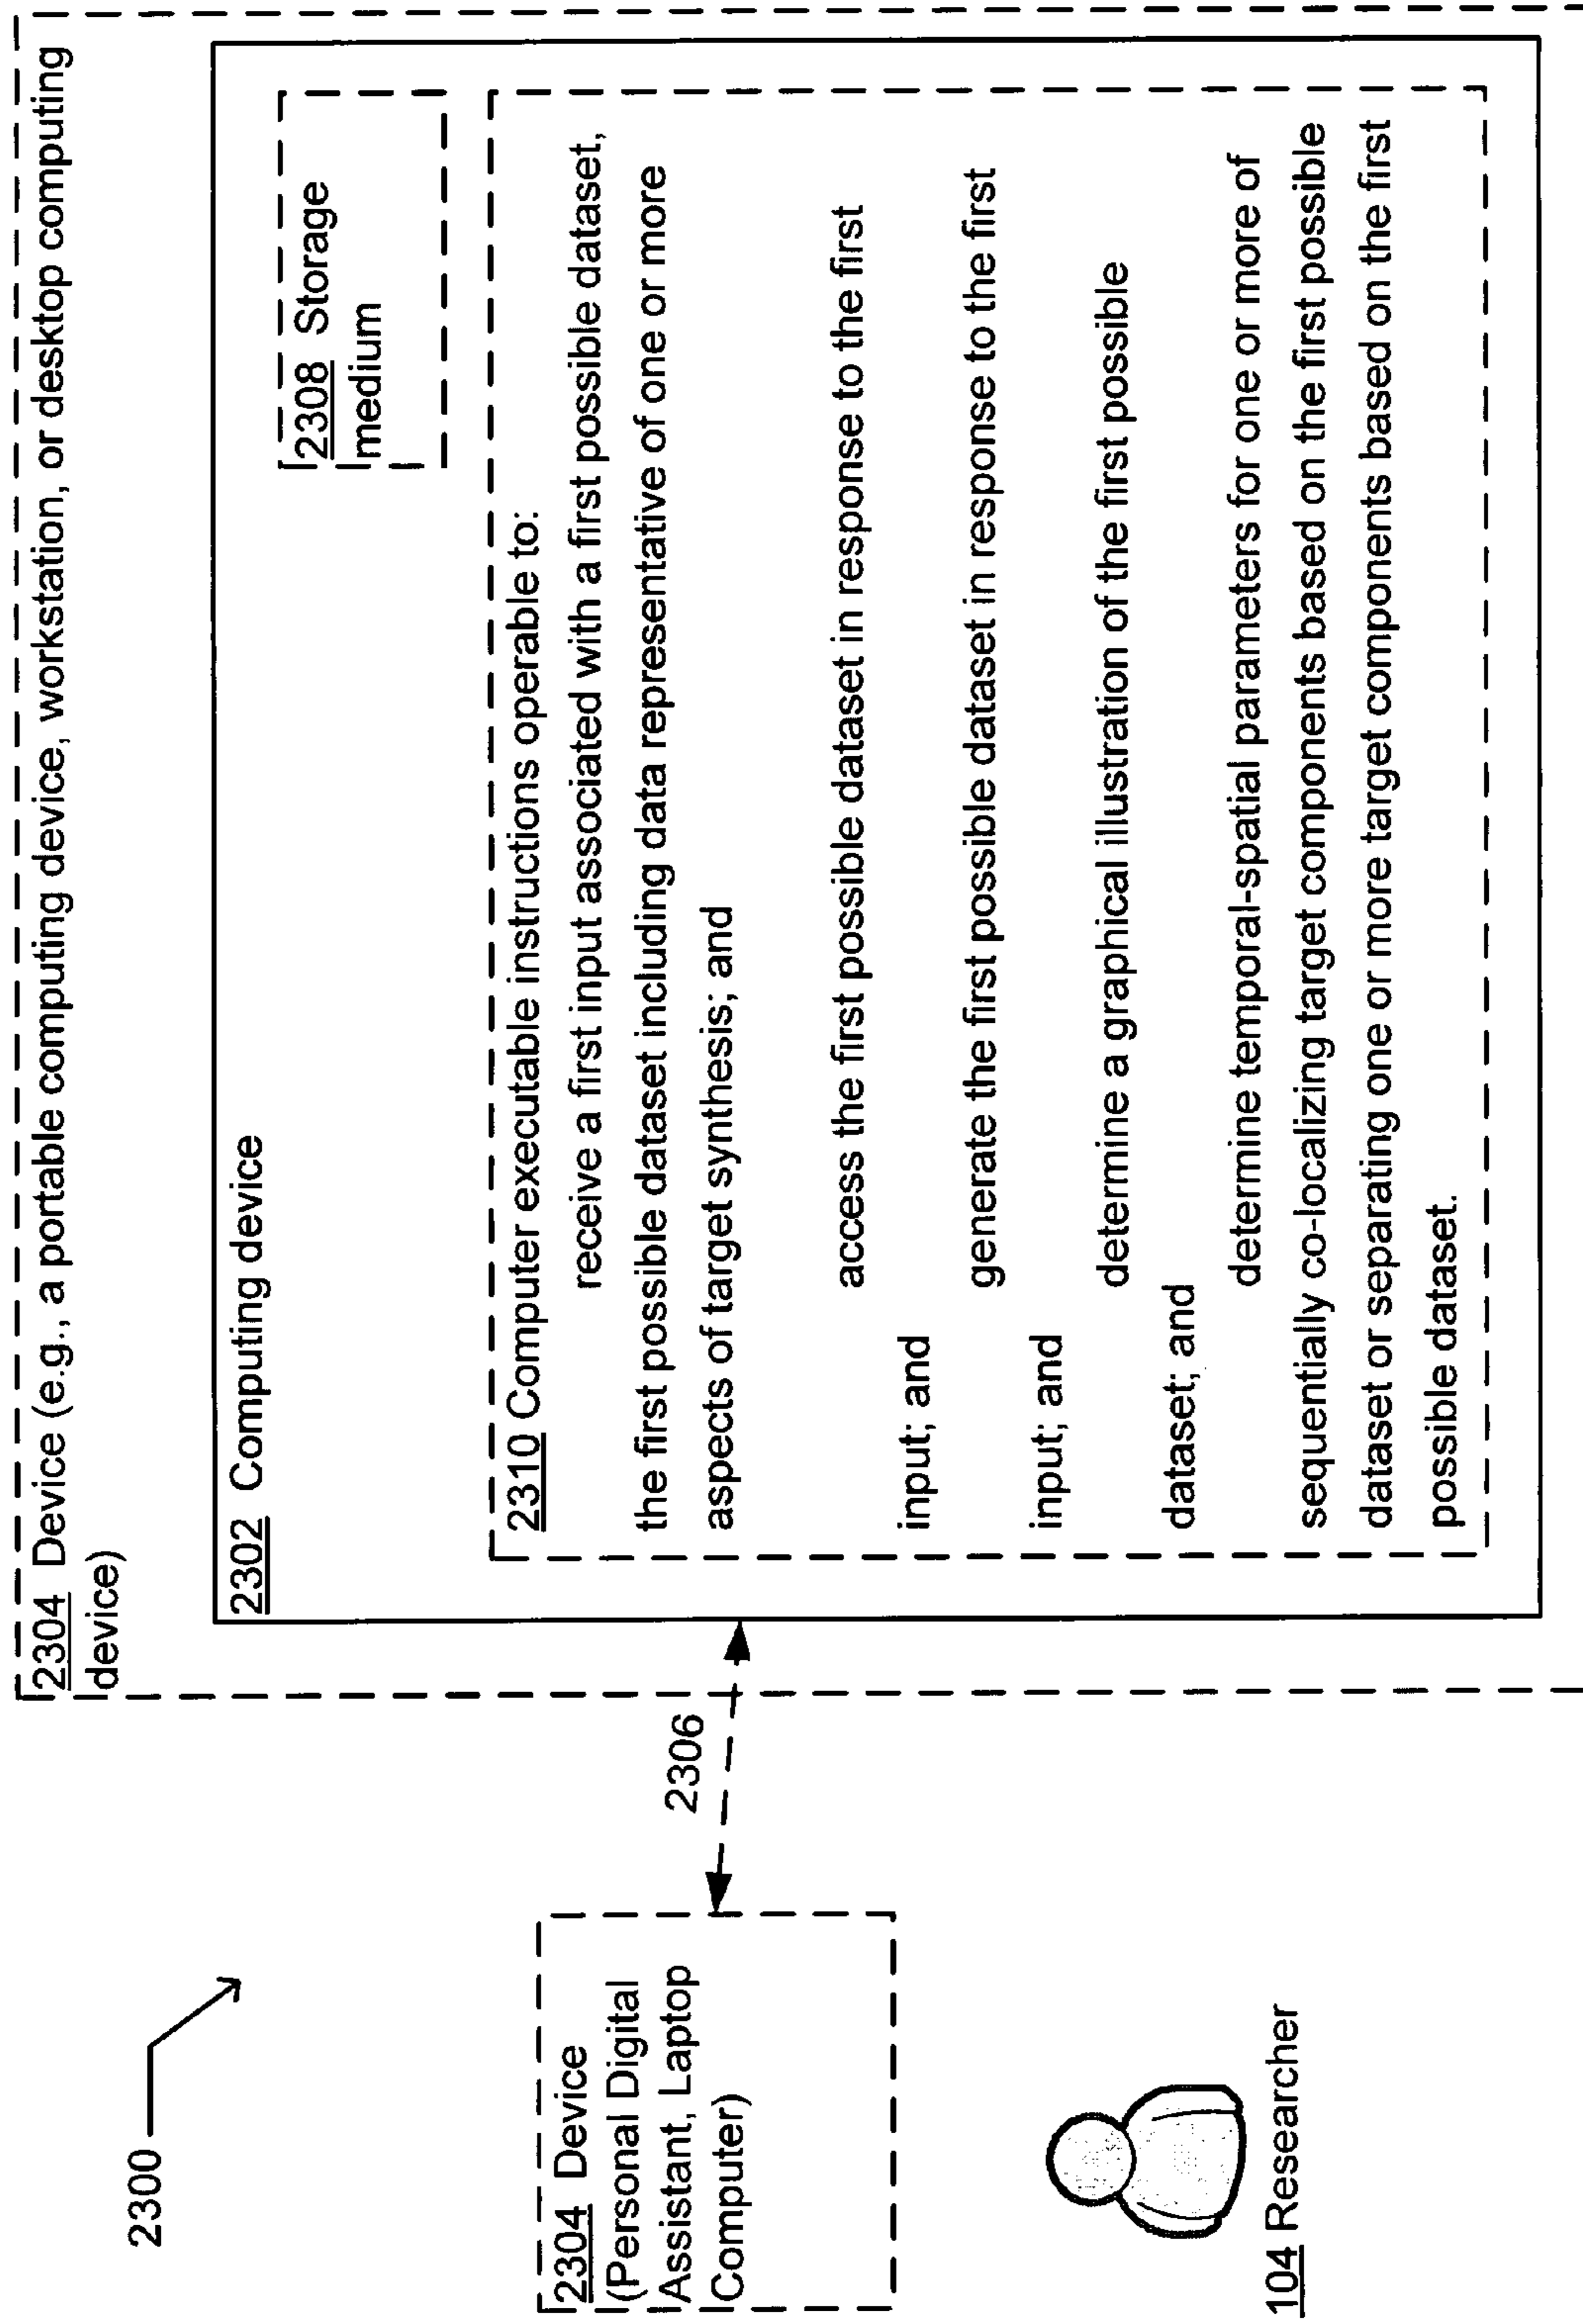 2300
2304 Device (e.g., a portable computing device, workstation, or desktop computing
device)
2302 Computing device
2308 Storage
medium
2310 Computer executable instructions operable to:
receive a first input associated with a first possible dataset,
the first possible dataset including data representative of one or more
aspects of target synthesis; and
access the first possible dataset in response to the first
input; and
generate the first possible dataset in response to the first
input; and
determine a graphical illustration of the first possible
dataset; and
determine temporal-spatial parameters for one or more of
sequentially co-localizing target components based on the first possible
dataset or separating one or more target components based on the first
possible dataset.
2306
2304 Device
(Personal Digital
Assistant, Laptop
Computer)
104 Researcher